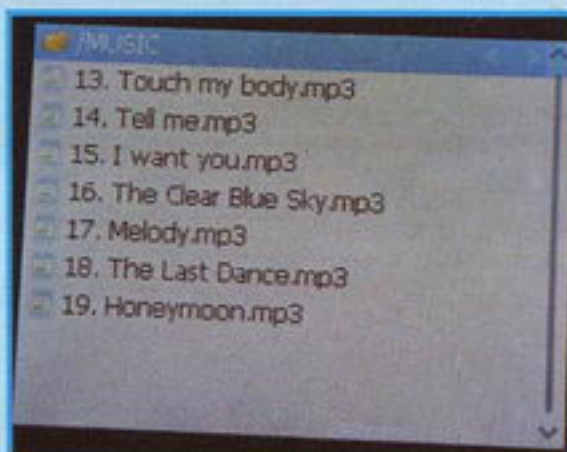 /MUSIC
13. Touch my body.mp3
14. Tell me.mp3
15. I want you.mp3
16. The Clear Blue Sky.mp3
17. Melody.mp3
18. The Last Dance.mp3
19. Honeymoon.mp3